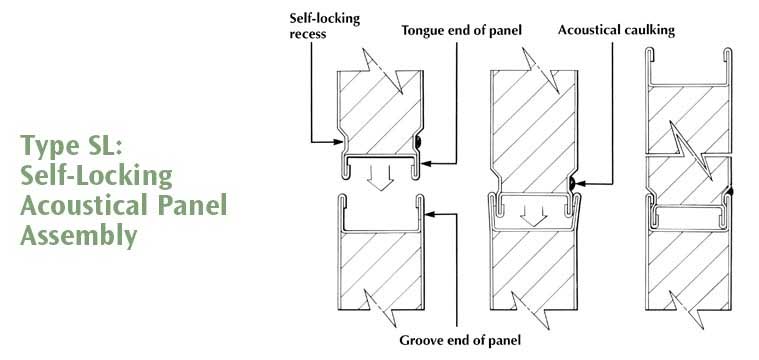 Type SL:
Self-Locking
Acoustical Panel
Assembly
Self-locking
recess
Tongue end of panel
Acoustical caulking
Groove end of panel